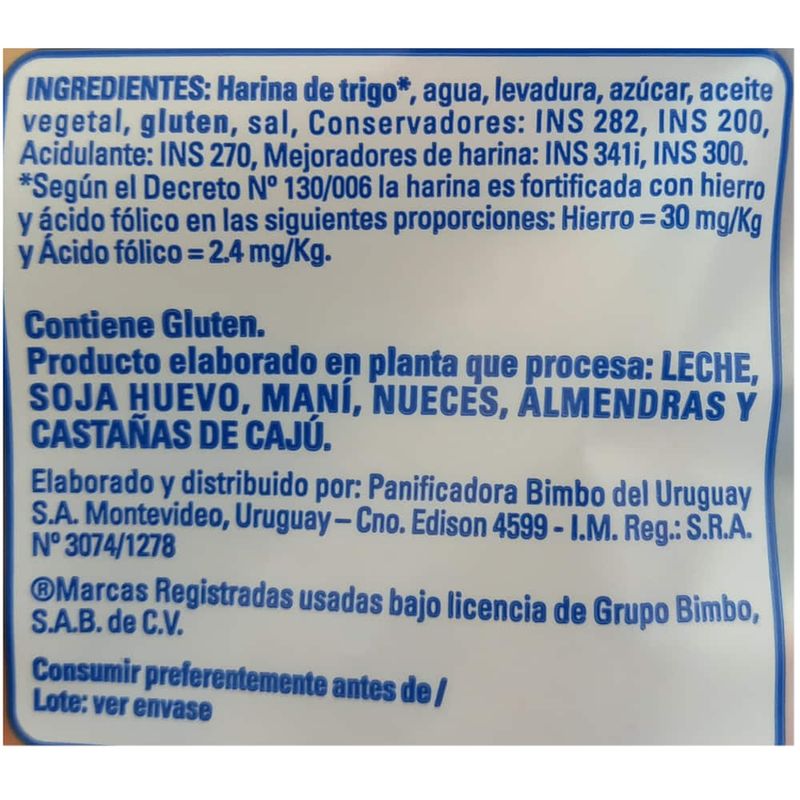 INGREDIENTES: Harina de trigo*, agua, levadura, azúcar, aceite
vegetal, gluten, sal, Conservadores: INS 282, INS 200,
Acidulante: INS 270, Mejoradores de harina: INS 341i, INS 300.
*Según el Decreto Nº 130/006 la harina es fortificada con hierro
y ácido fólico en las siguientes proporciones: Hierro = 30 mg/Kg
y Ácido fólico = 2.4 mg/Kg.
Contiene Gluten.
Producto elaborado en planta que procesa: LECHE,
SOJA HUEVO, MANÍ, NUECES, ALMENDRAS Y
CASTAÑAS DE CAJÚ.
Elaborado y distribuido por: Panificadora Bimbo del Uruguay
S.A. Montevideo, Uruguay – Cno. Edison 4599 - I.M. Reg.: S.R.A.
Nº 3074/1278
®Marcas Registradas usadas bajo licencia de Grupo Bimbo,
S.A.B. de C.V.
Consumir preferentemente antes de /
Lote: ver envase